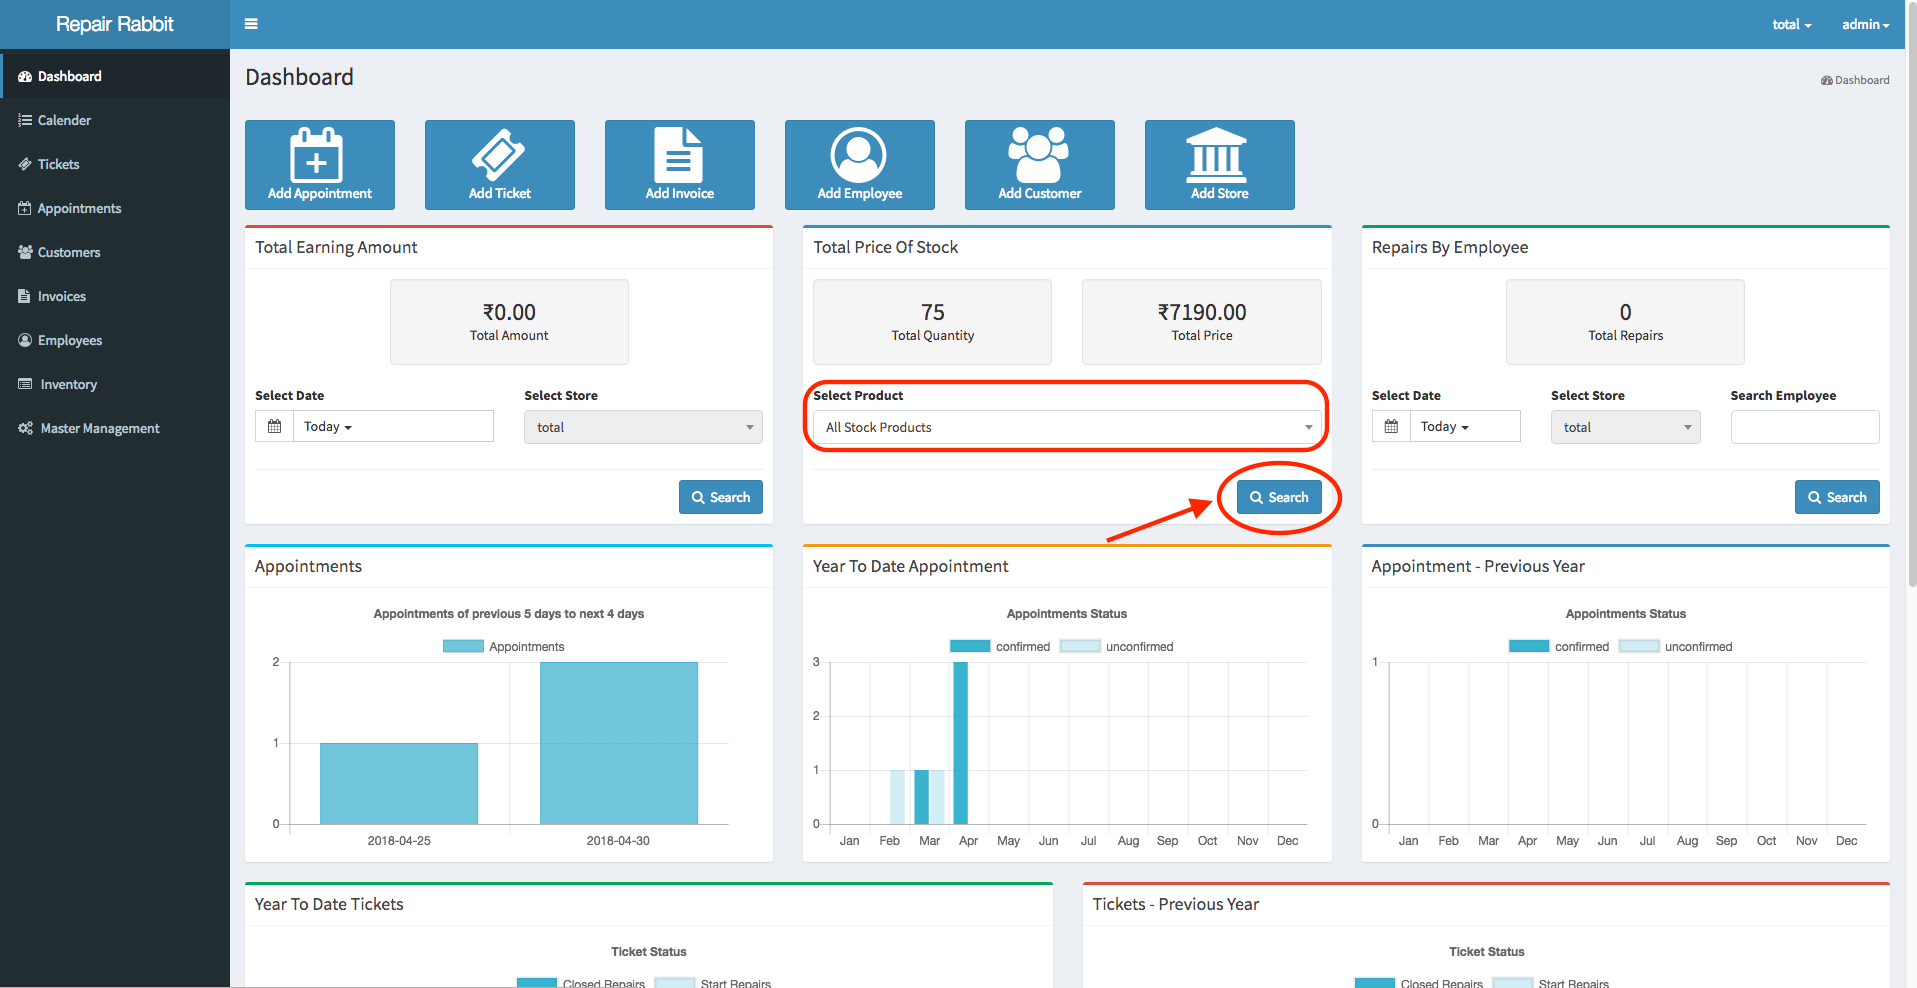 Repair Rabbit
total
admin
Dashboard
Calender
Tickets
Appointments
Customers
Invoices
Employees
Inventory
Master Management
Dashboard
Dashboard
Add Appointment
Add Ticket
Add Invoice
Add Employee
Add Customer
Add Store
Total Earning Amount
₹0.00
Total Amount
Select Date
Select Store
Today
total
Search
Total Price Of Stock
75
Total Quantity
₹7190.00
Total Price
Select Product
All Stock Products
Search
Repairs By Employee
0
Total Repairs
Select Date
Select Store
Search Employee
Today
total
Search
Appointments
Appointments of previous 5 days to next 4 days
Appointments
2
1
0
2018-04-25 2018-04-30
Year To Date Appointment
Appointments Status
confirmed unconfirmed
3
2
1
0
Jan Feb Mar Apr May Jun Jul Aug Sep Oct Nov Dec
Appointment - Previous Year
Appointments Status
confirmed unconfirmed
1
0
Jan Feb Mar Apr May Jun Jul Aug Sep Oct Nov Dec
Year To Date Tickets
Ticket Status
Closed Repairs Start Repairs
Tickets - Previous Year
Ticket Status
Closed Repairs Start Repairs